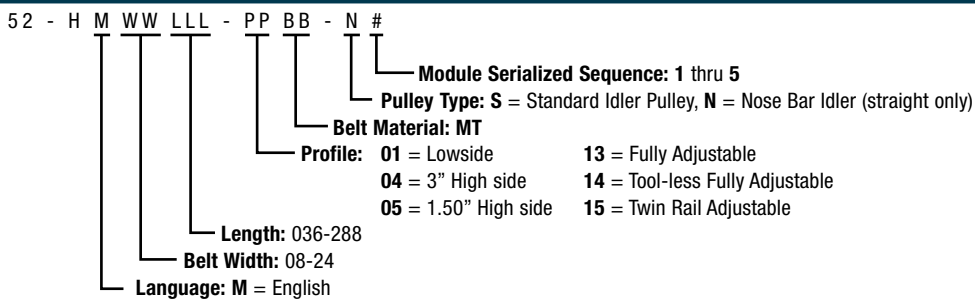 52 - H M WW LLL - PP BB - N #
Module Serialized Sequence: 1 thru 5
Pulley Type: S = Standard Idler Pulley, N = Nose Bar Idler (straight only)
Belt Material: MT
Profile: 01 = Lowside 13 = Fully Adjustable
04 = 3” High side 14 = Tool-less Fully Adjustable
05 = 1.50” High side 15 = Twin Rail Adjustable
Length: 036-288
Belt Width: 08-24
Language: M = English